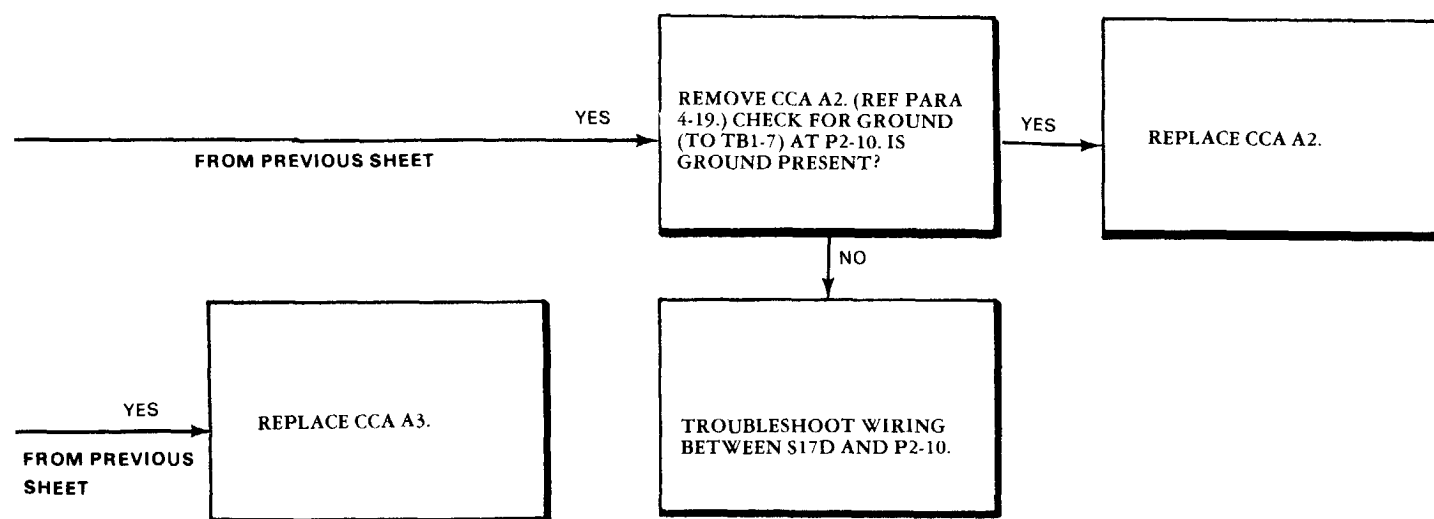 YES
FROM PREVIOUS SHEET
REMOVE CCA A2. (REF PARA
4-19.) CHECK FOR GROUND
(TO TB1-7) AT P2-10. IS
GROUND PRESENT?
YES
REPLACE CCA A2.
NO
TROUBLESHOOT WIRING
BETWEEN S17D AND P2-10.
YES
FROM PREVIOUS
SHEET
REPLACE CCA A3.